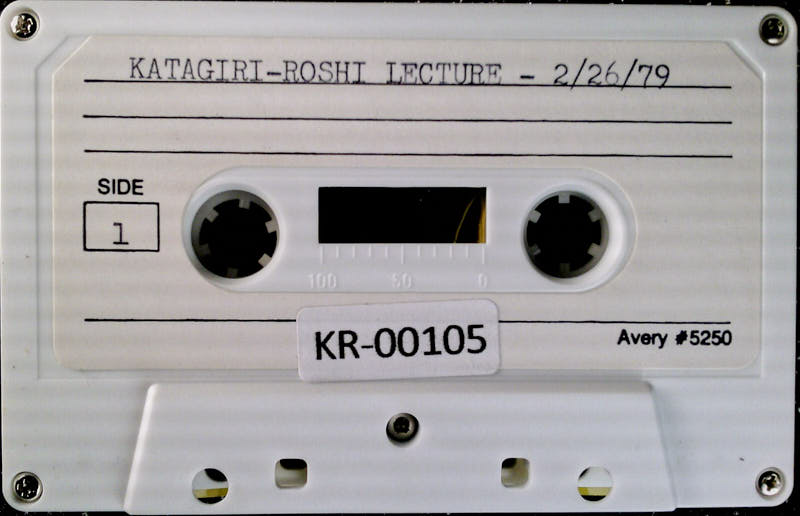 KATAGIRI-ROSHI LECTURE - 2/26/79
SIDE
1
100 50 0
KR-00105
Avery #5250